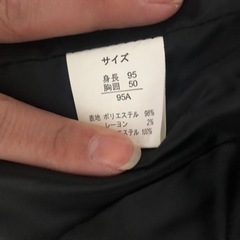 サイズ
身長 95
胸囲 50
95A
表地 ポリエステル 98%
レーヨン 2%
ポリエステル 100%